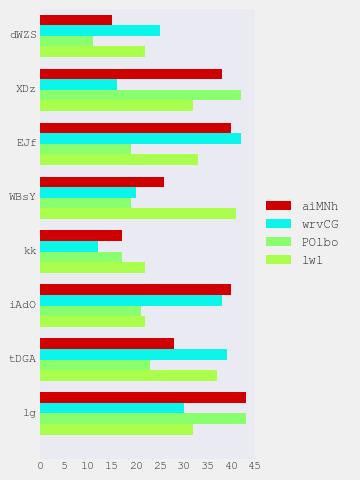 dWZS
XDz
EJf
WBsY
kk
iAdO
tDGA
lg
0 5 10 15 20 25 30 35 40 45
aiMNh
wrvCG
POlbo
lwl